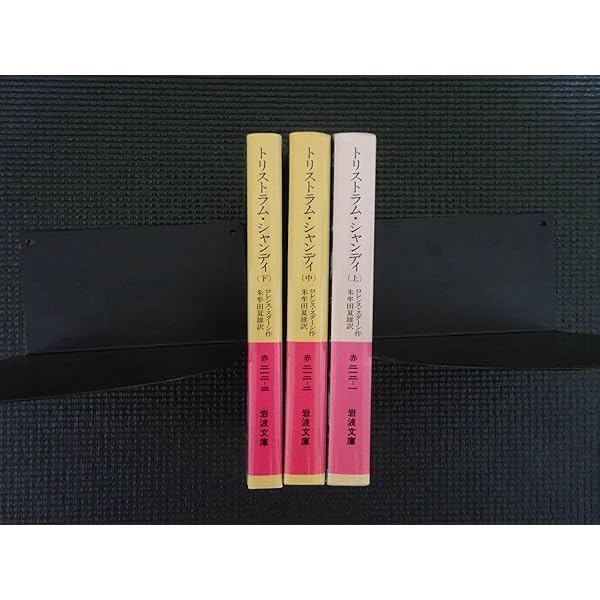 トリストラム・シャンディ(上)
ロレンス・スターン作
朱牟田夏雄訳
赤二一二-一
岩波文庫
トリストラム・シャンディ(中)
ロレンス・スターン作
朱牟田夏雄訳
赤二一二-二
岩波文庫
トリストラム・シャンディ(下)
ロレンス・スターン作
朱牟田夏雄訳
赤二一二-三
岩波文庫